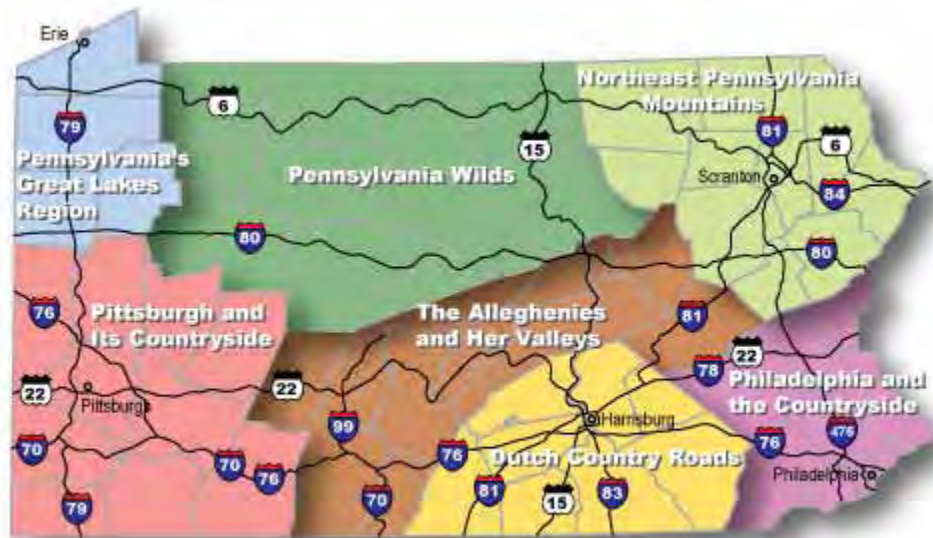 Erie
Northeast Pennsylvania
Mountains
6
79
15
81
6
Pennsylvania's
Great Lakes
Region
Pennsylvania Wilds
Scranton
84
80
80
76
Pittsburgh and
Its Countryside
The Alleghenies
and Her Valleys
81
22
22
22
78
Philadelphia and
the Countryside
Pittsburgh
99
Harrisburg
70
70
76
76
Dutch Country Roads
76
476
Philadelphia
79
70
81
15
83